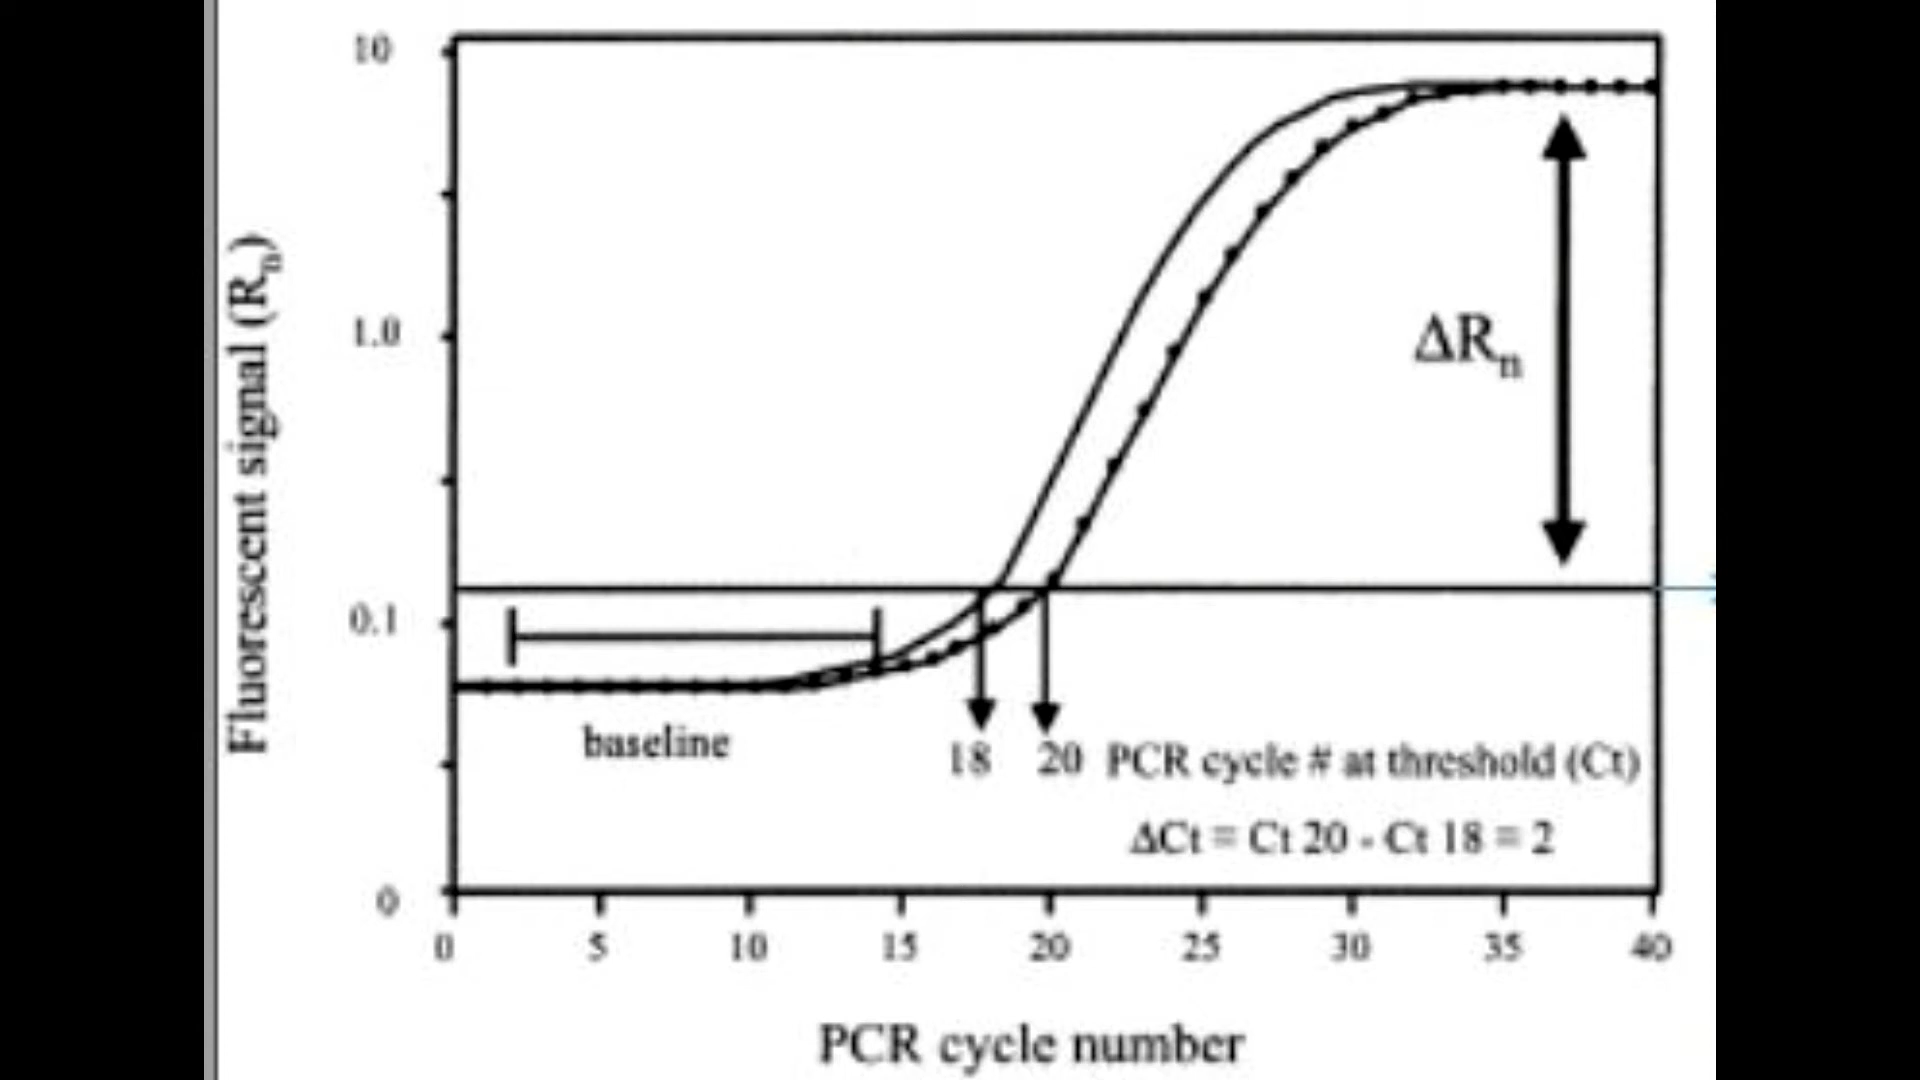 10
1.0
0.1
0
Fluorescent signal (Rn)
ΔRn
baseline
18 20 PCR cycle # at threshold (Ct)
ΔCt = Ct 20 - Ct 18 = 2
0 5 10 15 20 25 30 35 40
PCR cycle number